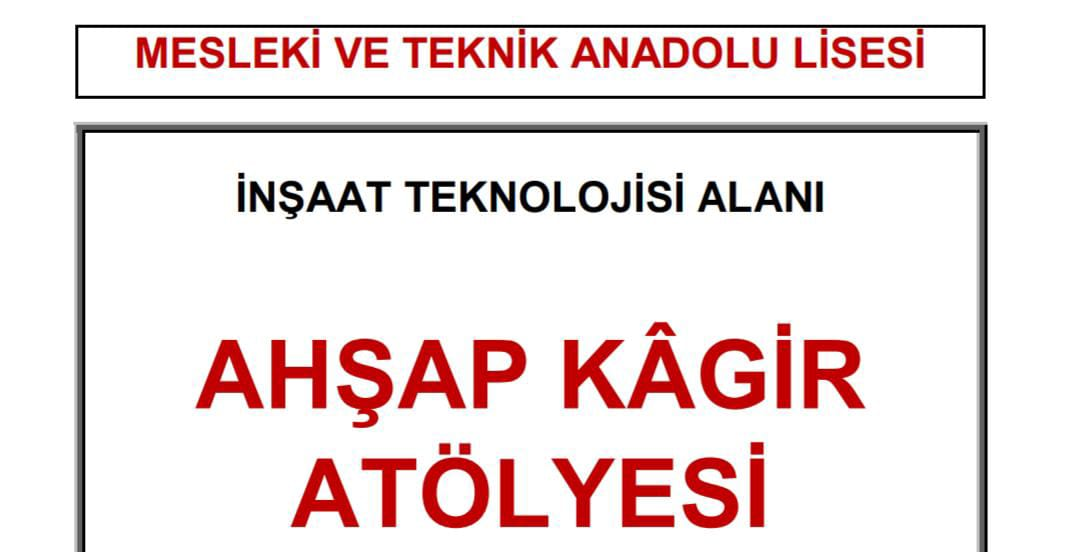 MESLEKİ VE TEKNİK ANADOLU LİSESİ
İNŞAAT TEKNOLOJİSİ ALANI
AHŞAP KÂGİR
ATÖLYESİ